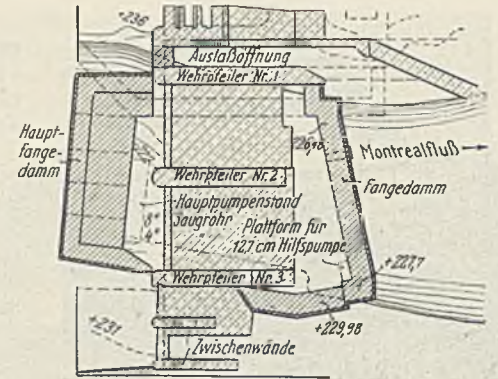 +236
Auslaßöffnung
Wehrpfeiler Nr. 1
Haupt-
fange-
damm
Montrealfluß
Wehrpfeiler Nr. 2
Fangedamm
Hauptpumpenstand
saugrohr
Plattform für
12,7 cm Hilfspumpe
Wehrpfeiler Nr. 3
+227,7
+231
+229,98
Zwischenwände